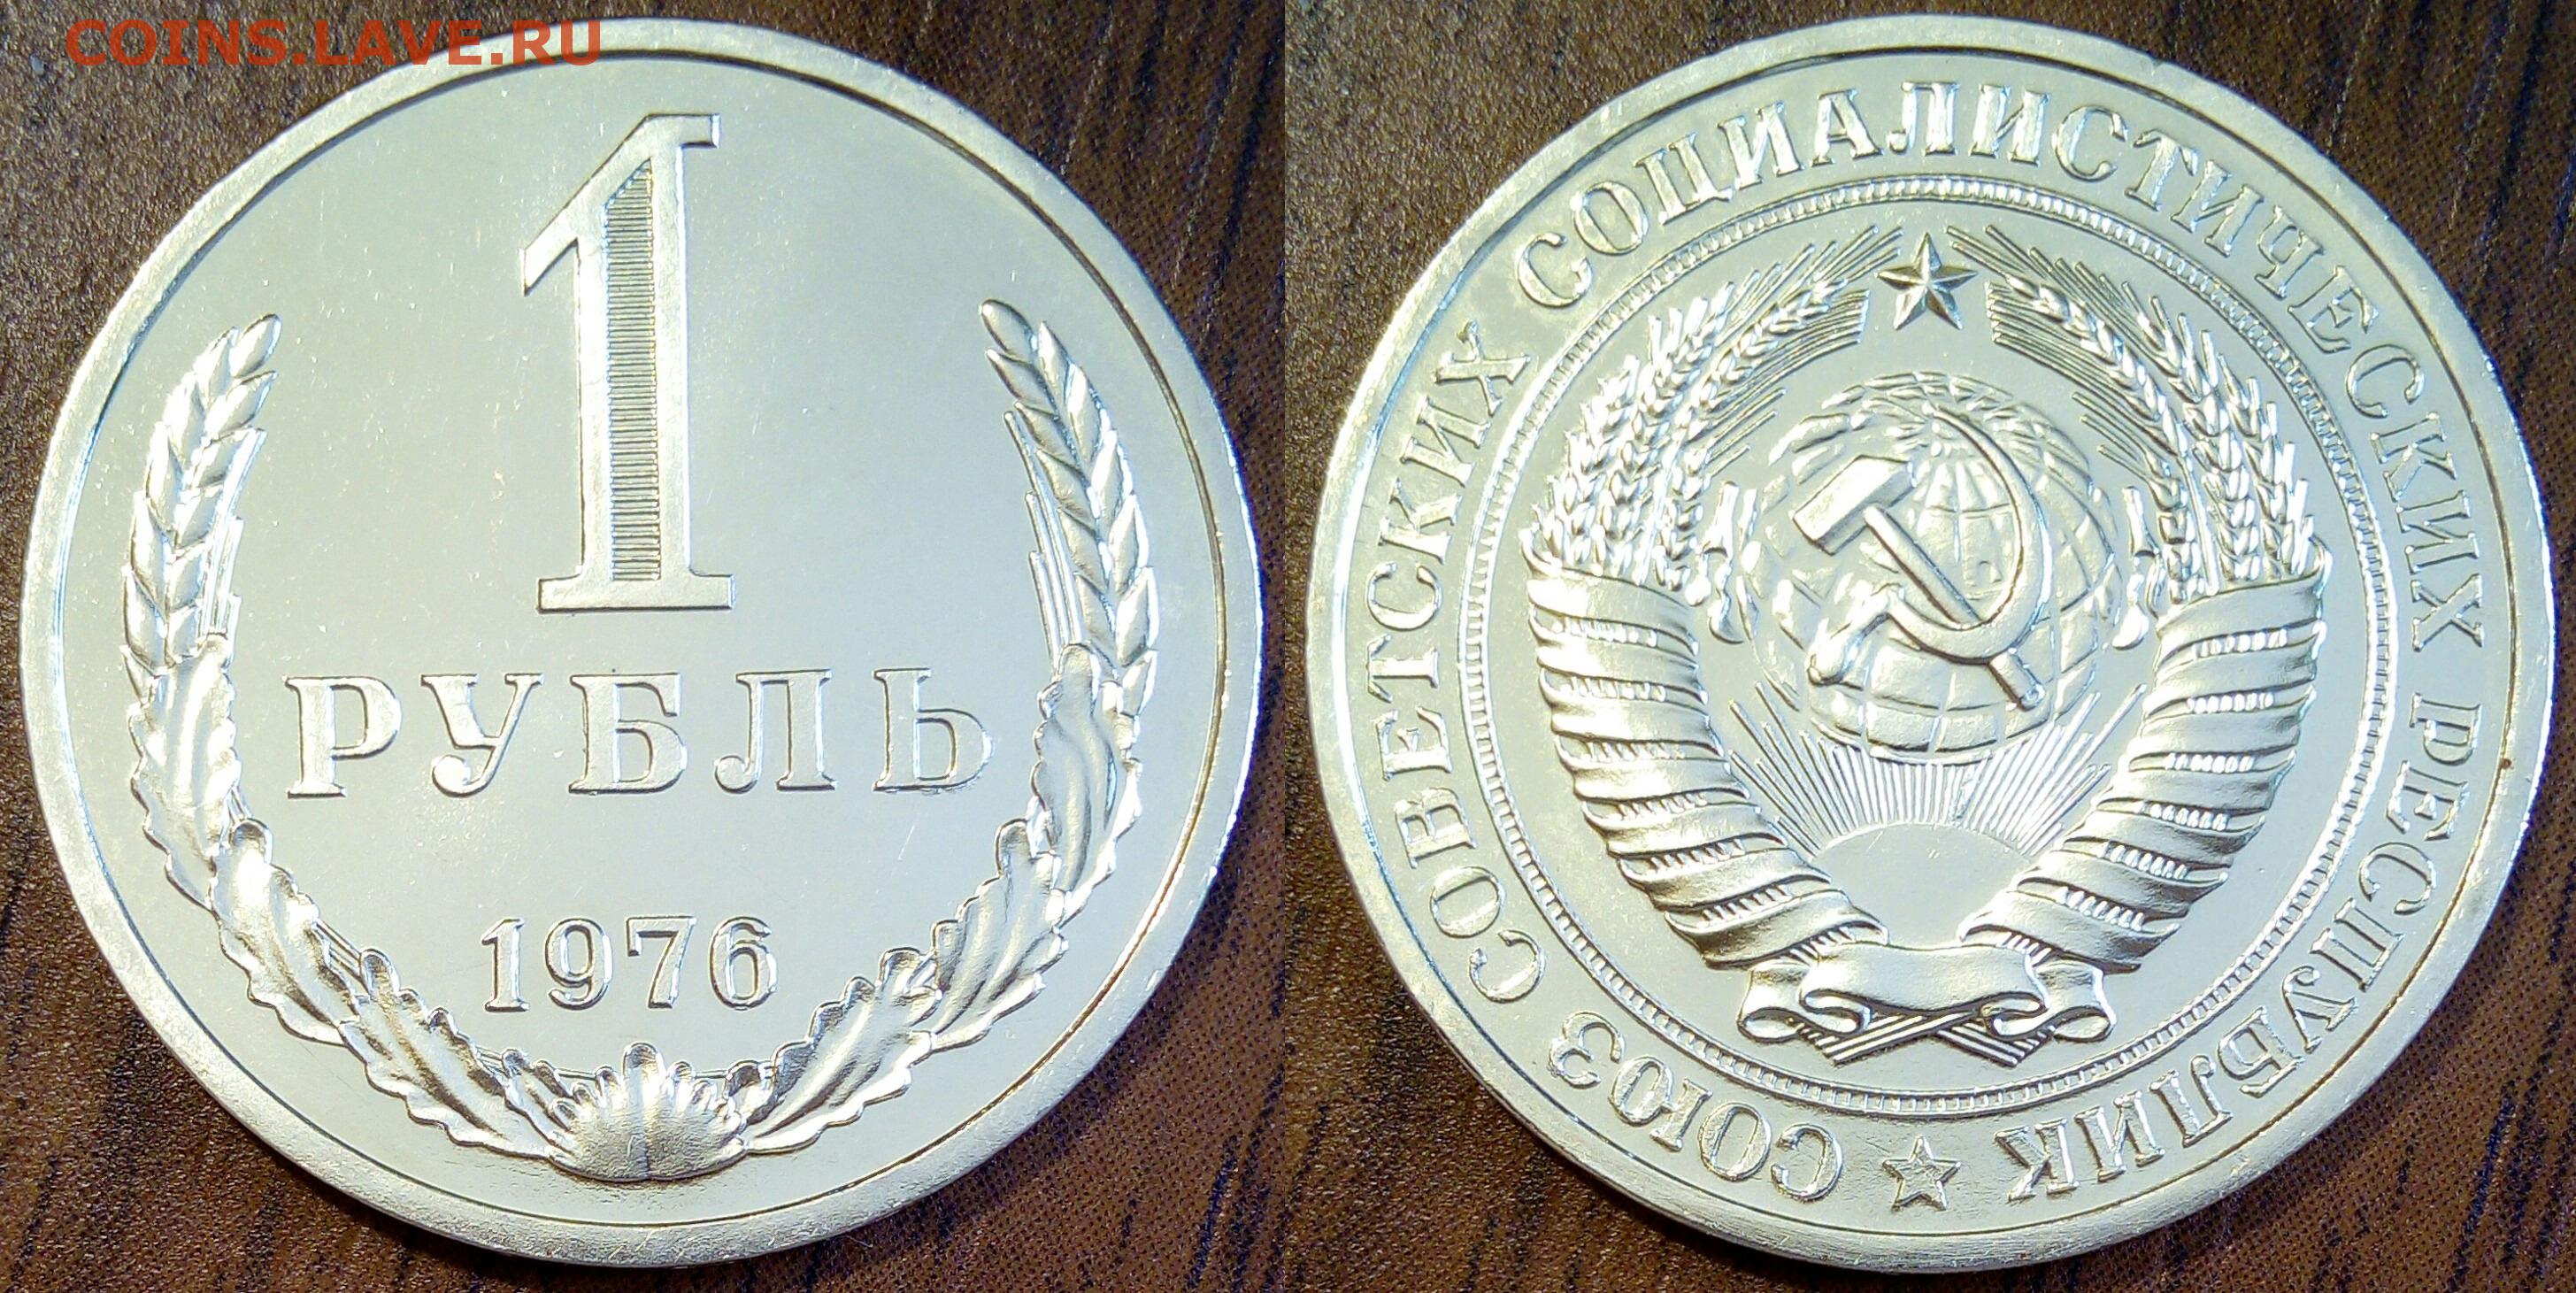 COINS.LAVE.RU
1
РУБЛЬ
1976
СОЮЗ СОВЕТСКИХ СОЦИАЛИСТИЧЕСКИХ РЕСПУБЛИК